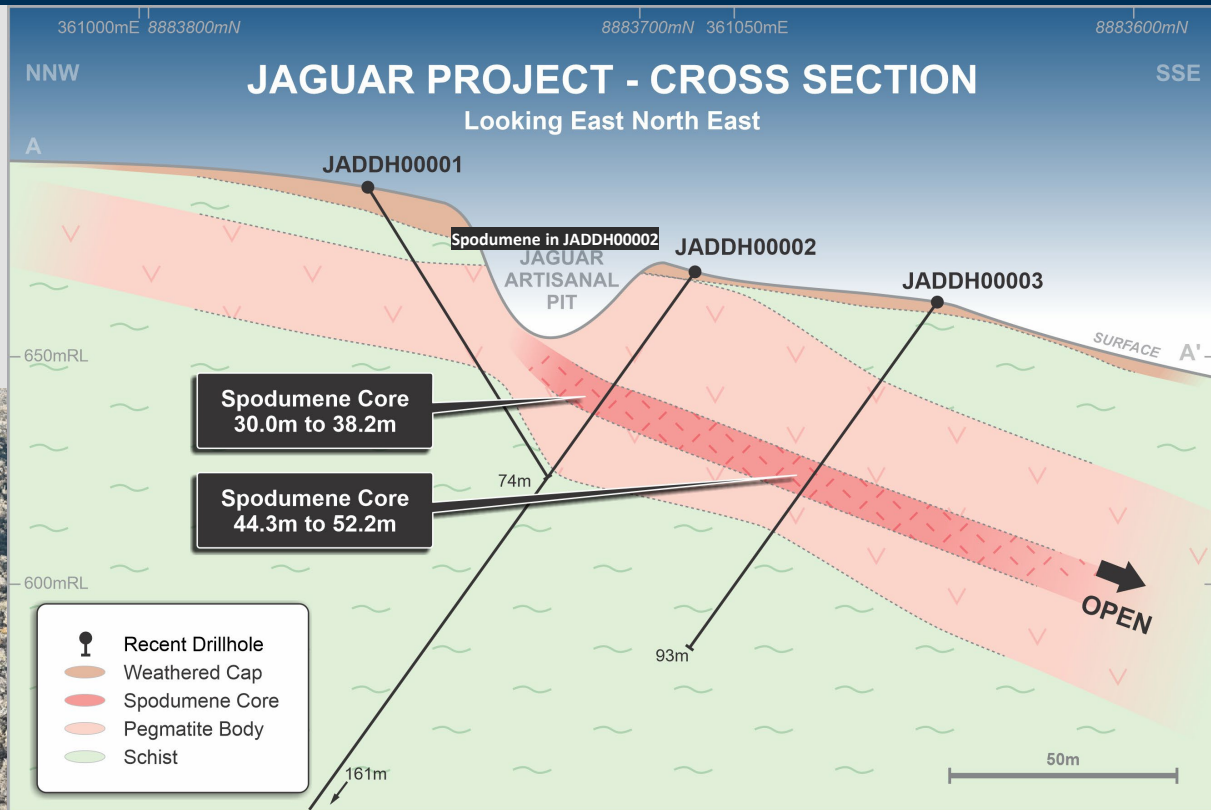 361000mE 8883800mN 8883700mN 361050mE 8883600mN
NNW
SSE
JAGUAR PROJECT - CROSS SECTION
Looking East North East
A
JADDH00001
Spodumene in JADDH00002
JADDH00002
JAGUAR
ARTISANAL
PIT
JADDH00003
SURFACE
A'
650mRL
Spodumene Core
30.0m to 38.2m
74m
Spodumene Core
44.3m to 52.2m
600mRL
OPEN
93m
Recent Drillhole
Weathered Cap
Spodumene Core
Pegmatite Body
Schist
161m
50m